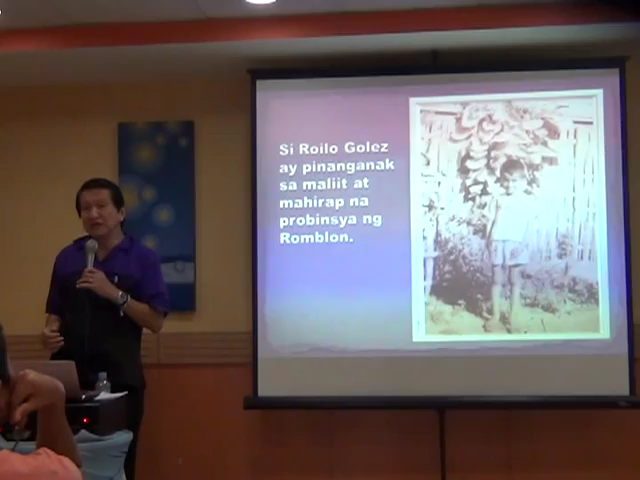 Si Roilo Golez
ay pinanganak
sa maliit at
mahirap na
probinsya ng
Romblon.